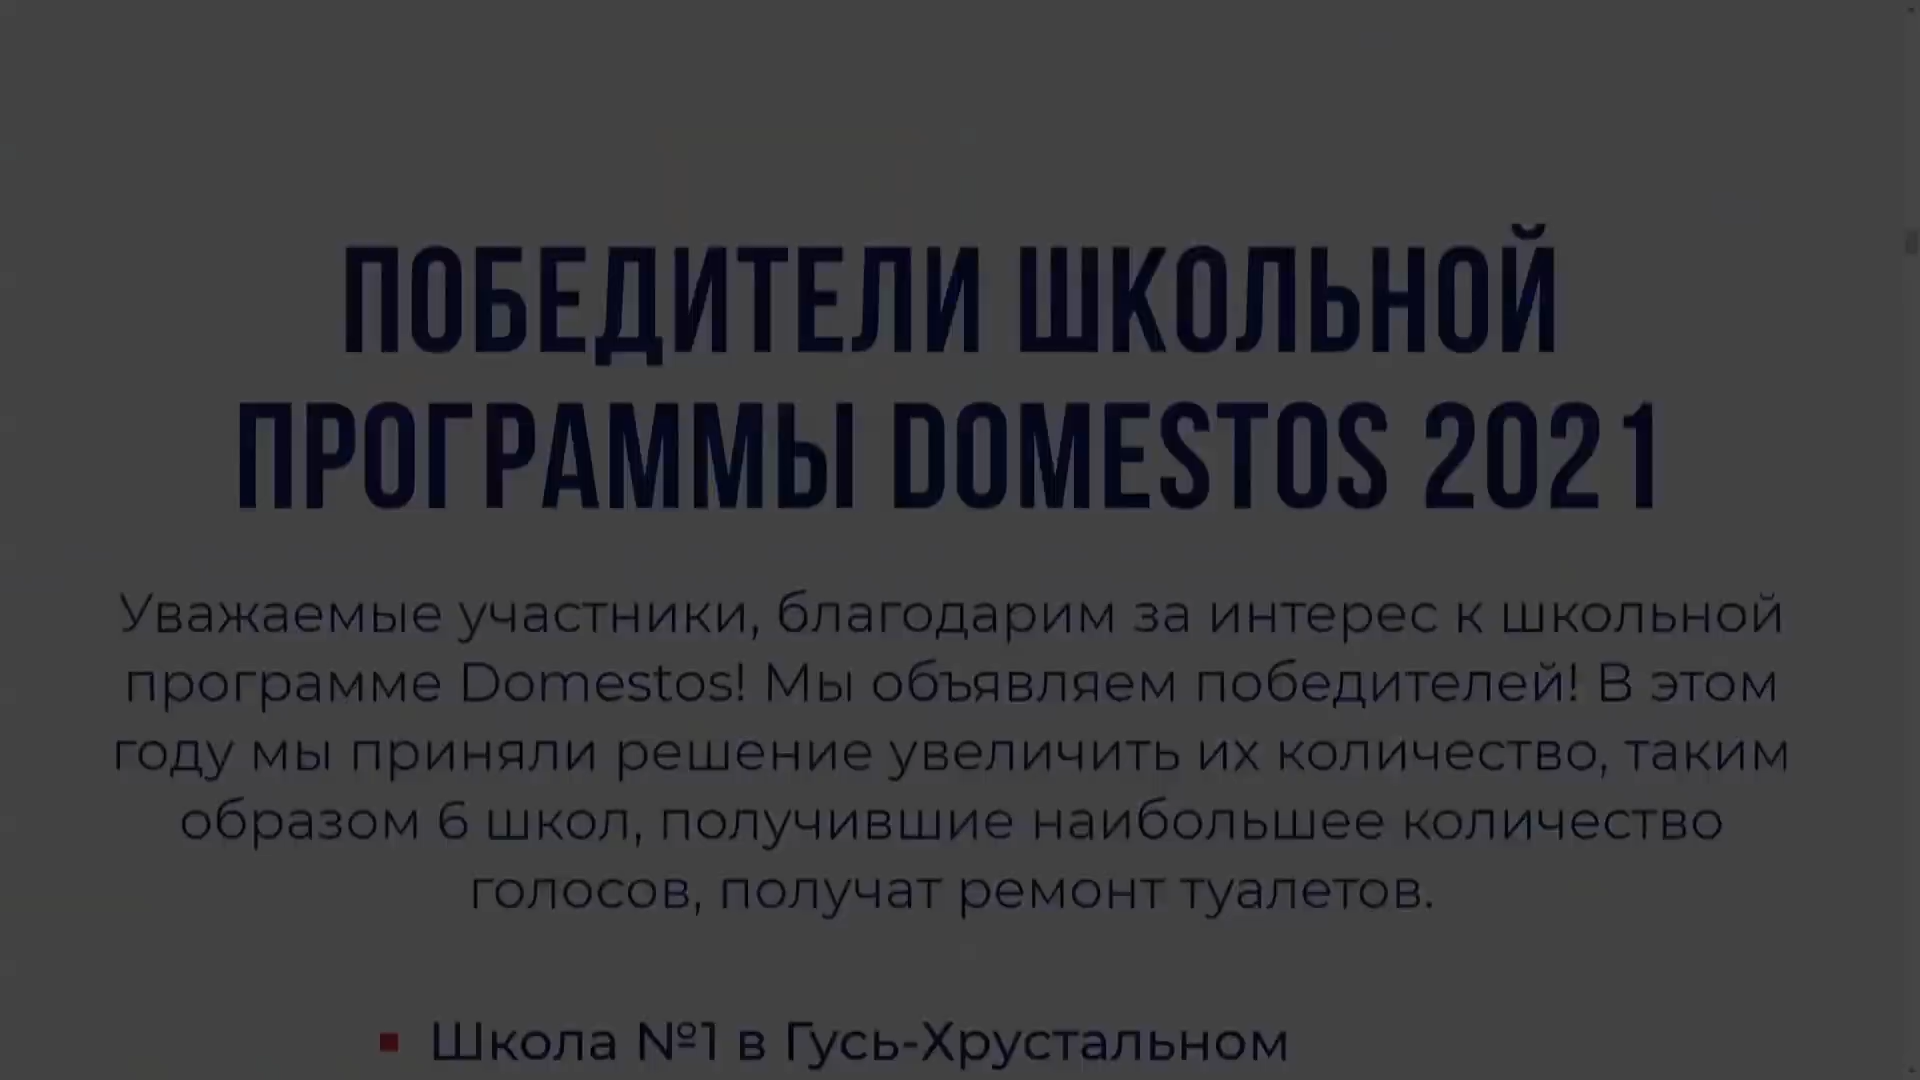 ПОБЕДИТЕЛИ ШКОЛЬНОЙ
ПРОГРАММЫ DOMESTOS 2021
Уважаемые участники, благодарим за интерес к школьной
программе Domestos! Мы объявляем победителей! В этом
году мы приняли решение увеличить их количество, таким
образом 6 школ, получившие наибольшее количество
голосов, получат ремонт туалетов.
Школа №1 в Гусь-Хрустальном